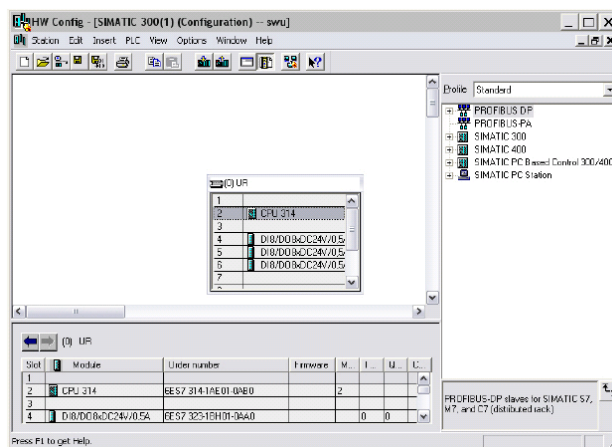 HW Config - [SIMATIC 300(1) (Configuration) -- swu]
Station Edit Insert PLC View Options Window Help
Profile Standard
PROFIBUS DP
PROFIBUS-PA
SIMATIC 300
SIMATIC 400
SIMATIC PC Based Control 300/400
SIMATIC PC Station
(0) UR
1
2 CPU 314
3
4 DI8/DO8xDC24V/0,5A
5 DI8/DO8xDC24V/0,5A
6 DI8/DO8xDC24V/0,5A
7
(0) UR
Slot Module Order number Firmware M... I... Q... C...
1
2 CPU 314 6ES7 314-1AE01-0AB0 2
3
4 DI8/DO8xDC24V/0.5A 6ES7 323-1BH01-0AA0 0 0
PROFIBUS-DP slaves for SIMATIC S7,
M7, and C7 (distributed rack)
Press F1 to get Help.